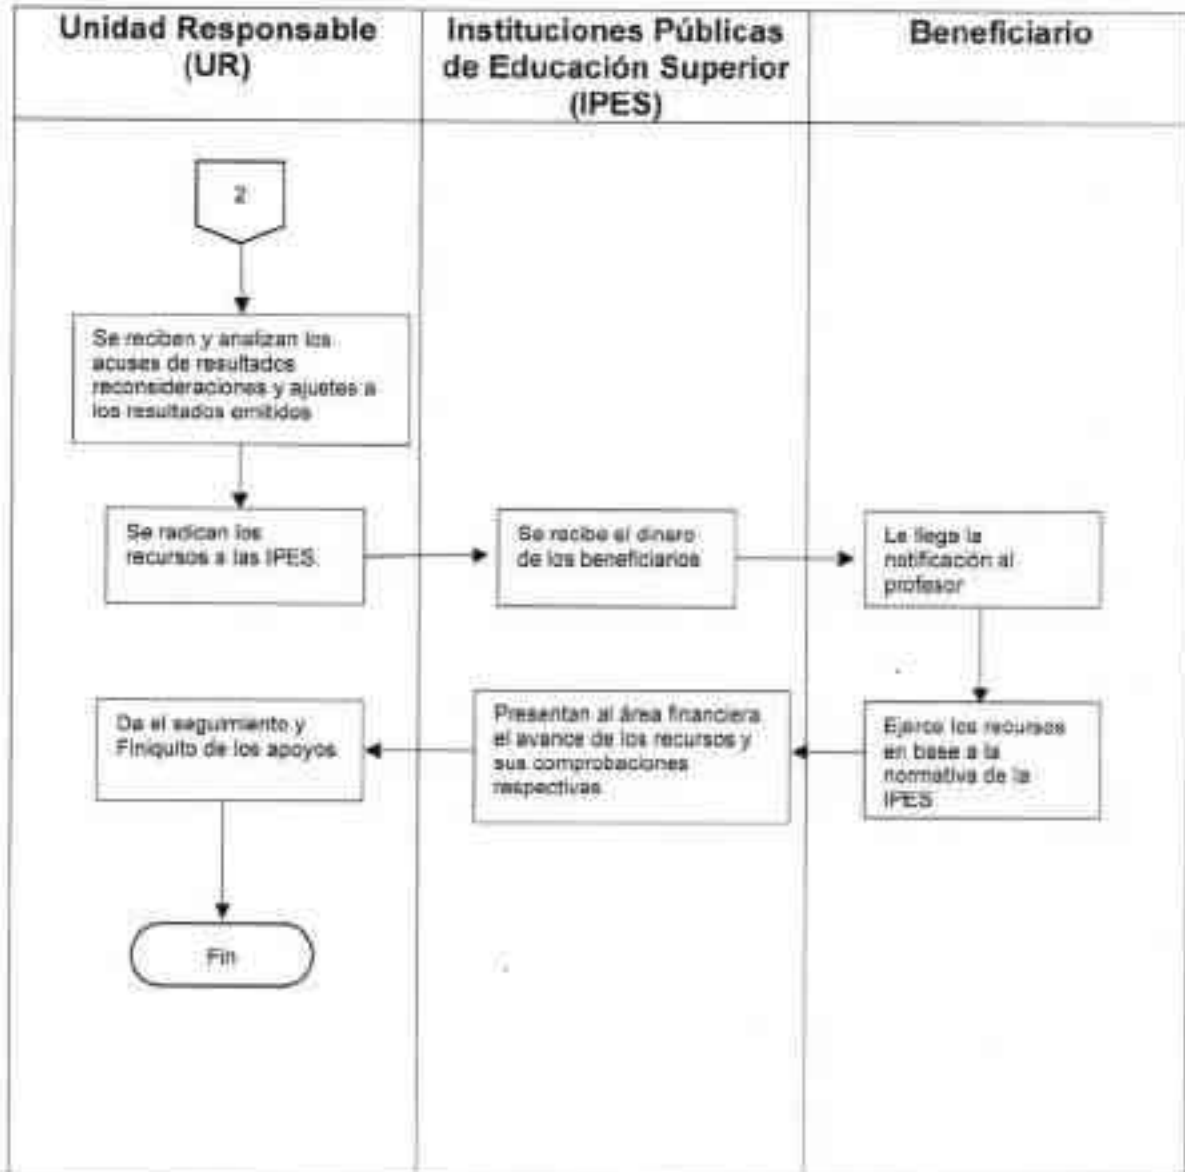 Unidad Responsable
(UR)
Instituciones Públicas
de Educación Superior
(IPES)
Beneficiario
2
Se reciben y analizan los
acuses de resultados
reconsideraciones y ajuetes a
los resultados emitidos
Se radican los
recursos a las IPES.
Se recibe el dinero
de los beneficiarios
Le llega la
notificación al
profesor
Da el seguimiento y
Finiquito de los apoyos.
Presentan al área financiera
el avance de los recursos y
sus comprobaciones
respectivas
Ejerce los recursos
en base a la
normativa de la
IPES
Fin